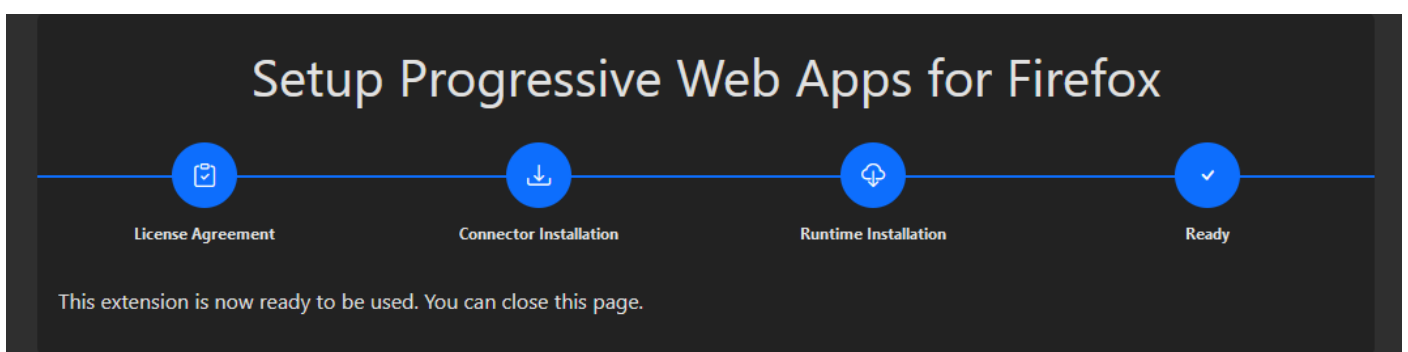 Setup Progressive Web Apps for Firefox
License Agreement
Connector Installation
Runtime Installation
Ready
This extension is now ready to be used. You can close this page.